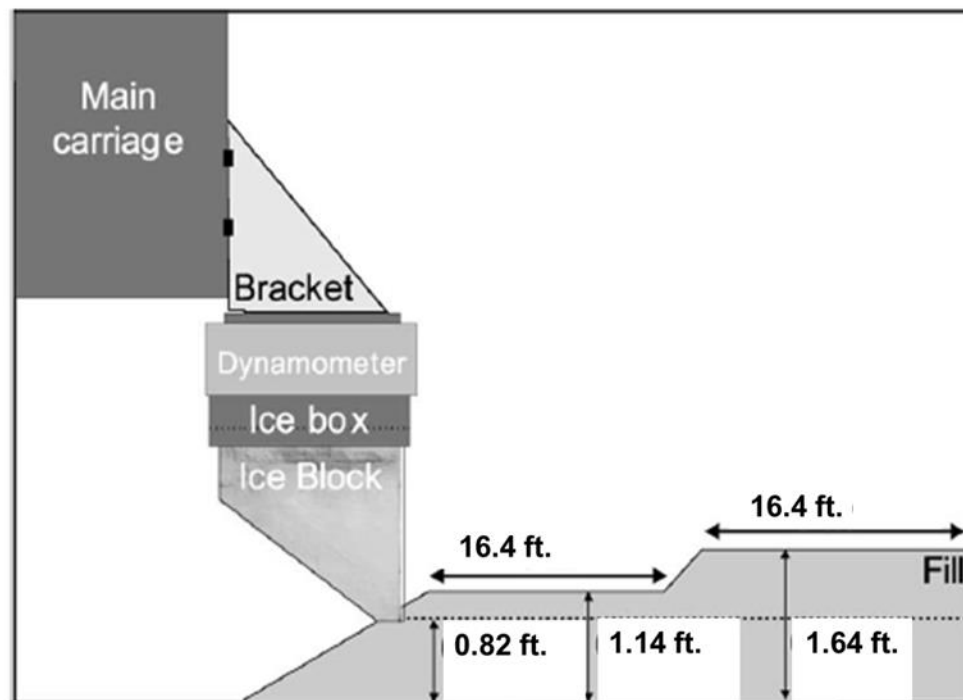 Main
carriage
Bracket
Dynamometer
Ice box
Ice Block
16.4 ft.
16.4 ft.
Fill
0.82 ft.
1.14 ft.
1.64 ft.